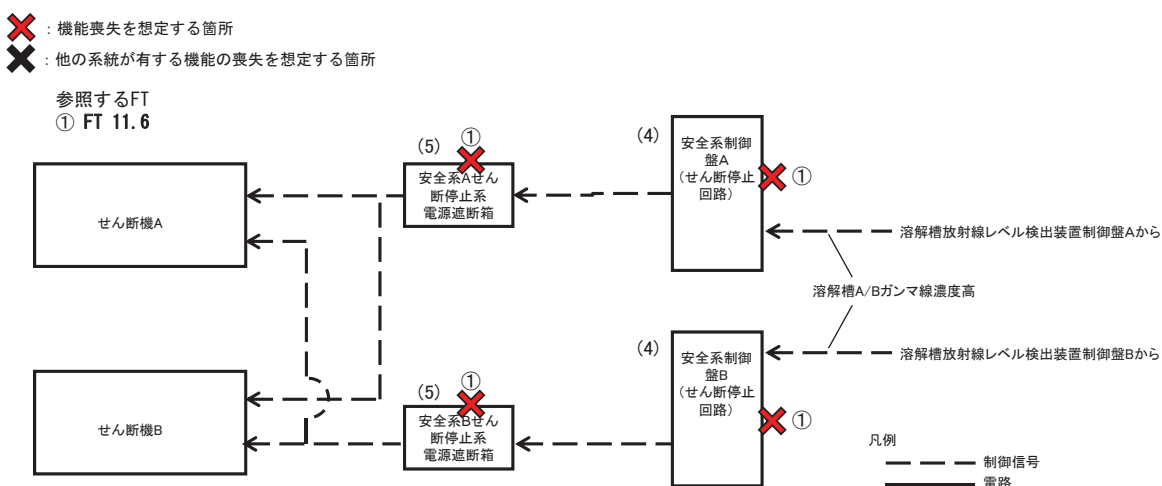 ：機能喪失を想定する箇所
：他の系統が有する機能の喪失を想定する箇所
参照するFT
① FT 11.6
せん断機A
(5) ①
安全系Aせん
断停止系
電源遮断箱
(4)
安全系制御
盤A
(せん断停止
回路)
①
溶解槽放射線レベル検出装置制御盤Aから
溶解槽A/Bガンマ線濃度高
せん断機B
(5) ①
安全系Bせん
断停止系
電源遮断箱
(4)
安全系制御
盤B
(せん断停止
回路)
①
溶解槽放射線レベル検出装置制御盤Bから
凡例
制御信号
電路